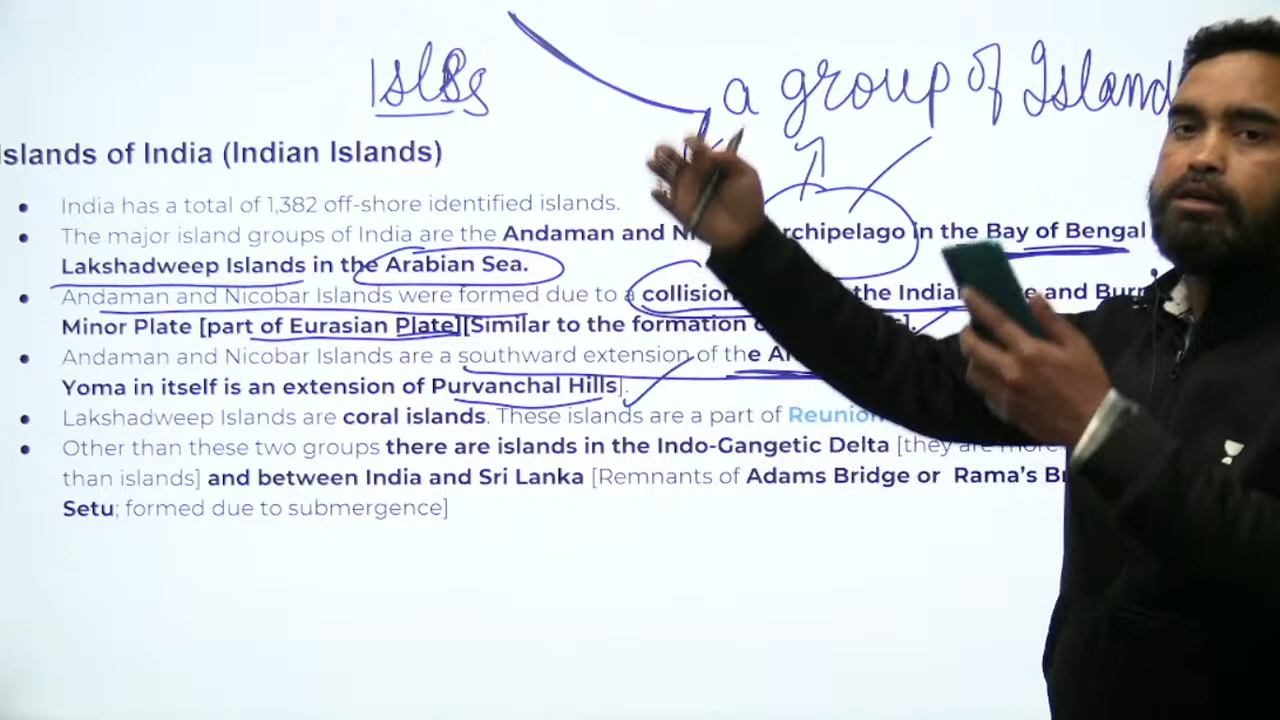 a group of Island
Islands of India (Indian Islands)
India has a total of 1,382 off-shore identified islands.
The major island groups of India are the Andaman and Ni rchipelago in the Bay of Bengal
Lakshadweep Islands in the Arabian Sea.
Andaman and Nicobar Islands were formed due to a collision the Indian e and Bur
Minor Plate [part of Eurasian Plate][Similar to the formation
Andaman and Nicobar Islands are a southward extension of the
Yoma in itself is an extension of Purvanchal Hills].
Lakshadweep Islands are coral islands. These islands are a part of Reunion
Other than these two groups there are islands in the Indo-Gangetic Delta [they are more
than islands] and between India and Sri Lanka [Remnants of Adams Bridge or Rama's
Setu; formed due to submergence]